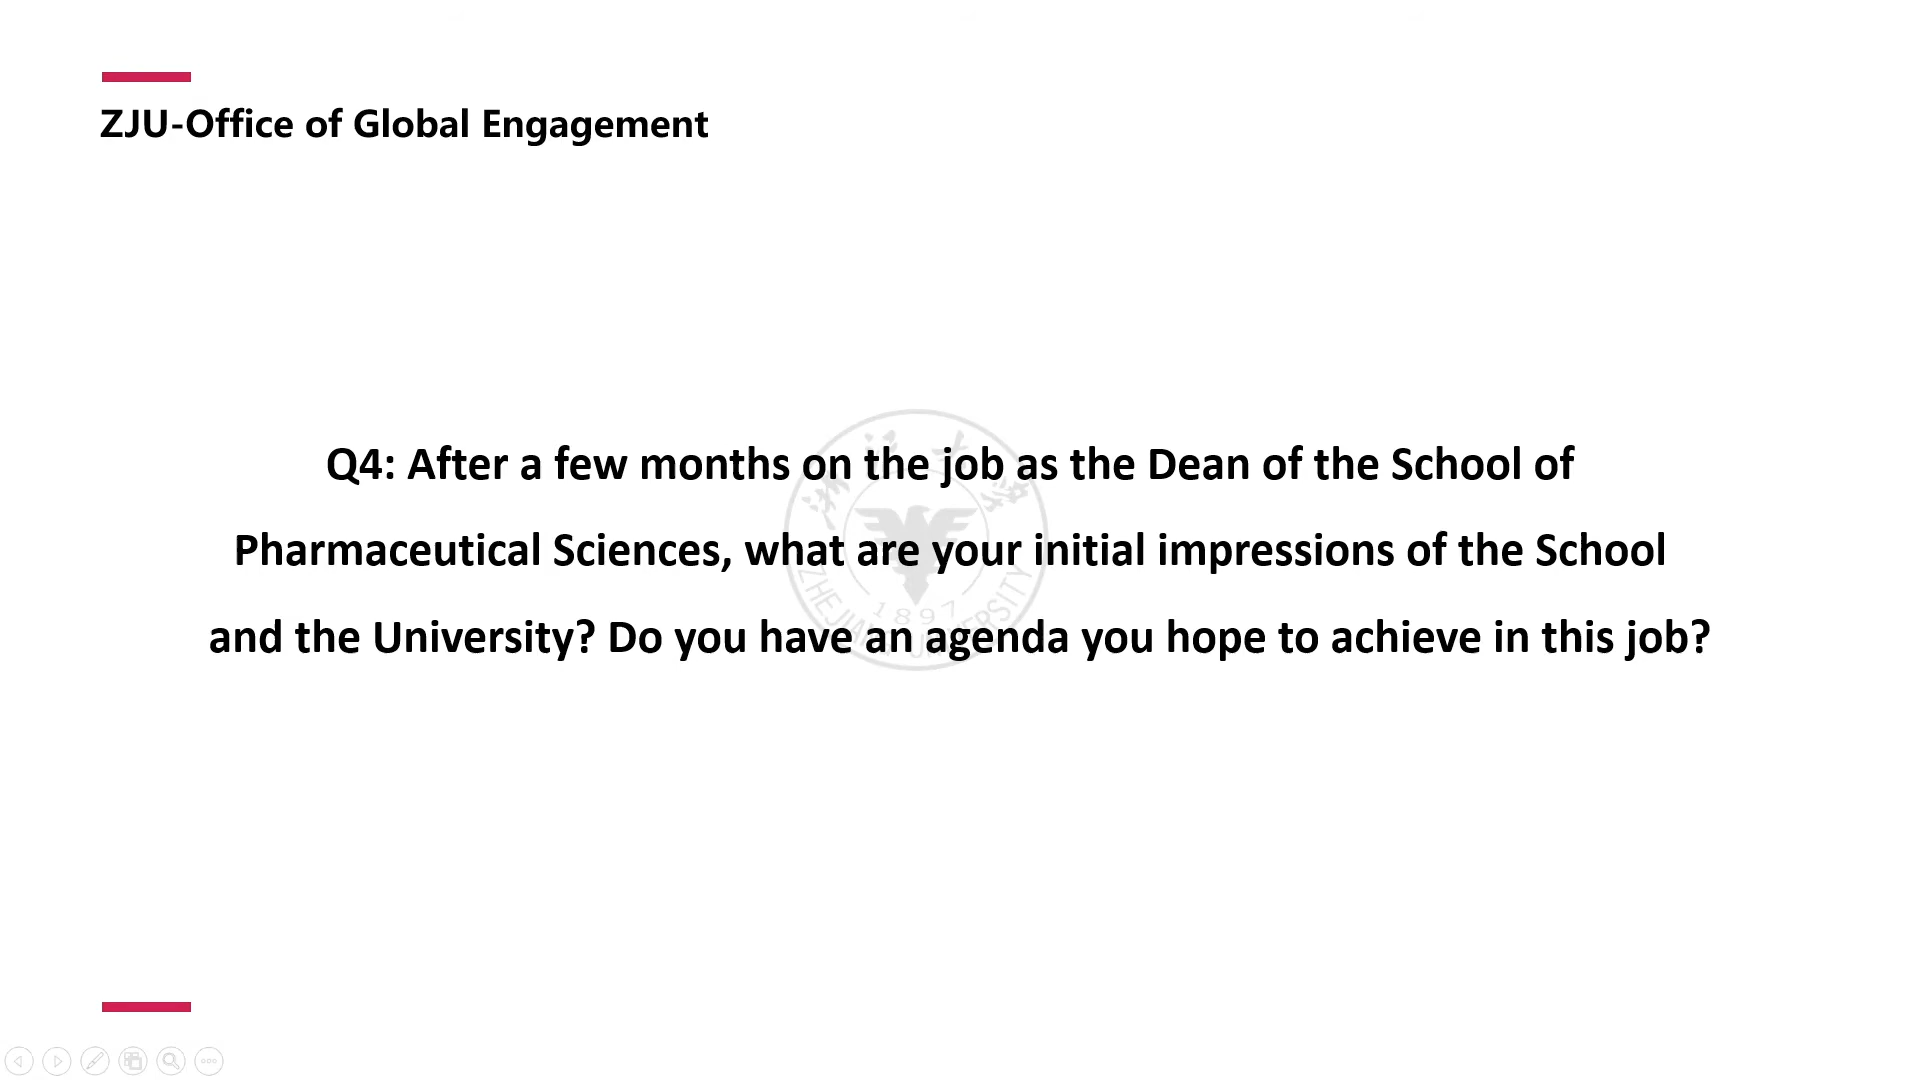 ZJU-Office of Global Engagement
Q4: After a few months on the job as the Dean of the School of
Pharmaceutical Sciences, what are your initial impressions of the School
and the University? Do you have an agenda you hope to achieve in this job?
1897